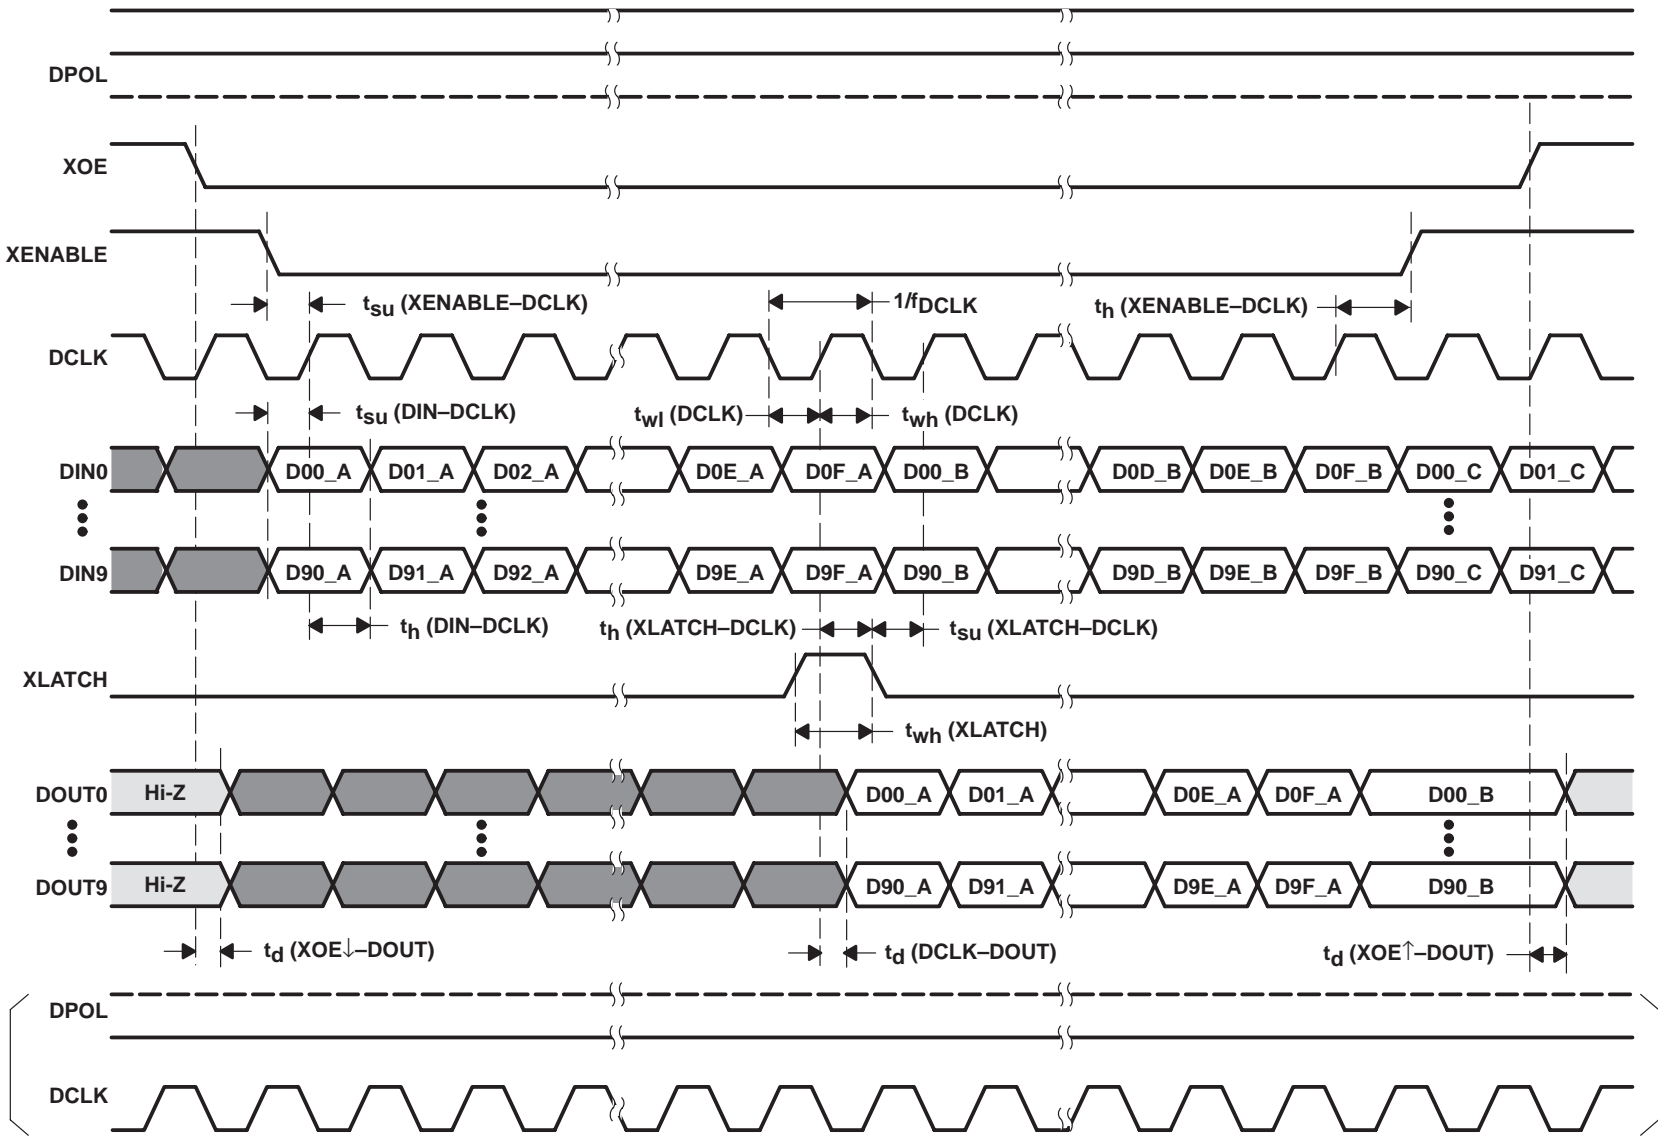 DPOL
XOE
XENABLE
tsu (XENABLE–DCLK)
1/fDCLK
th (XENABLE–DCLK)
DCLK
tsu (DIN–DCLK)
twl (DCLK)
twh (DCLK)
DIN0 D00_A D01_A D02_A D0E_A D0F_A D00_B D0D_B D0E_B D0F_B D00_C D01_C
DIN9 D90_A D91_A D92_A D9E_A D9F_A D90_B D9D_B D9E_B D9F_B D90_C D91_C
th (DIN–DCLK)
th (XLATCH–DCLK)
tsu (XLATCH–DCLK)
XLATCH
twh (XLATCH)
DOUT0 Hi-Z D00_A D01_A D0E_A D0F_A D00_B
DOUT9 Hi-Z D90_A D91_A D9E_A D9F_A D90_B
td (XOE↓–DOUT)
td (DCLK–DOUT)
td (XOE↑–DOUT)
DPOL
DCLK